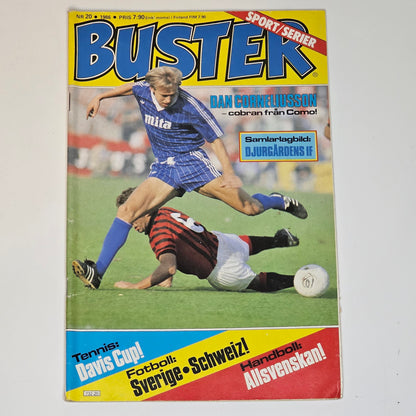 NR 20 • 1986 • PRIS 7:90
SPORT/SERIER
BUSTER
®
DAN CORNELIUSSON
– cobran från Como!
Samlarlagbild:
DJURGÅRDENS IF
mita
Tennis:
Davis Cup!
Fotboll:
Sverige • Schweiz!
Handboll:
Allsvenskan!